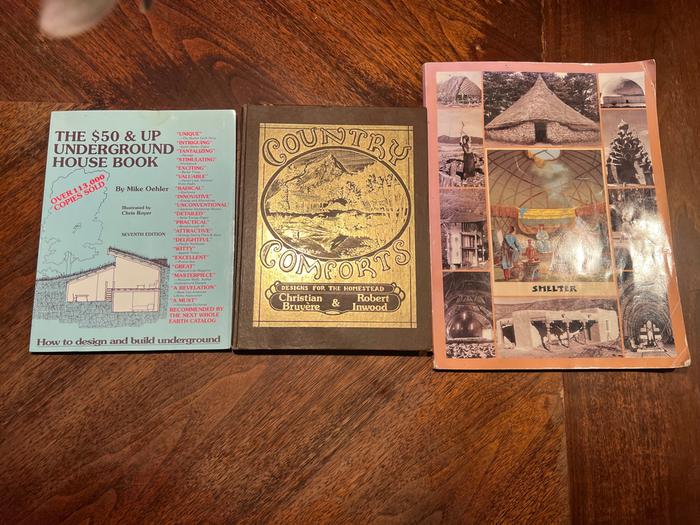 THE $50 & UP
UNDERGROUND
HOUSE BOOK
OVER 113,000
COPIES SOLD
By Mike Oehler
Illustrated by
Chris Royer
SEVENTH EDITION
"UNIQUE"
"INTRIGUING"
"TANTALIZING"
"STIMULATING"
"EXCITING"
"VALUABLE"
"RADICAL"
"INNOVATIVE"
"UNCONVENTIONAL"
"DETAILED"
"PRACTICAL"
"ATTRACTIVE"
"DELIGHTFUL"
"WITTY"
"EXCELLENT"
"GREAT"
"MASTERPIECE"
"A REVELATION"
"A MUST"
RECOMMENDED BY
THE NEXT WHOLE
EARTH CATALOG
How to design and build underground
COUNTRY
COMFORTS
DESIGNS FOR THE HOMESTEAD
Christian Bruyère & Robert Inwood
SHELTER